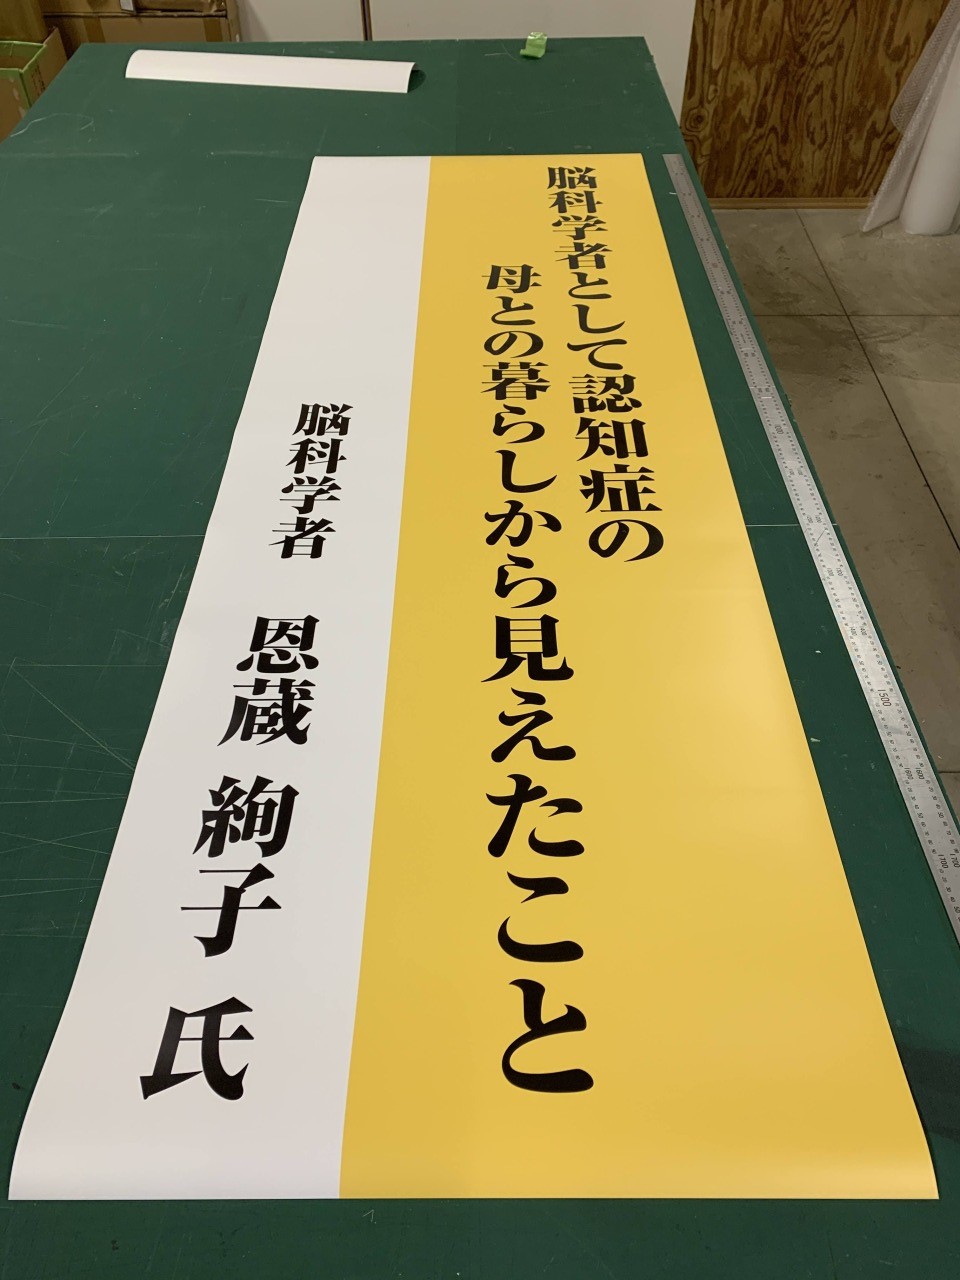 脳科学者として認知症の
母との暮らしから見えたこと
脳科学者　恩蔵 絢子 氏
1500